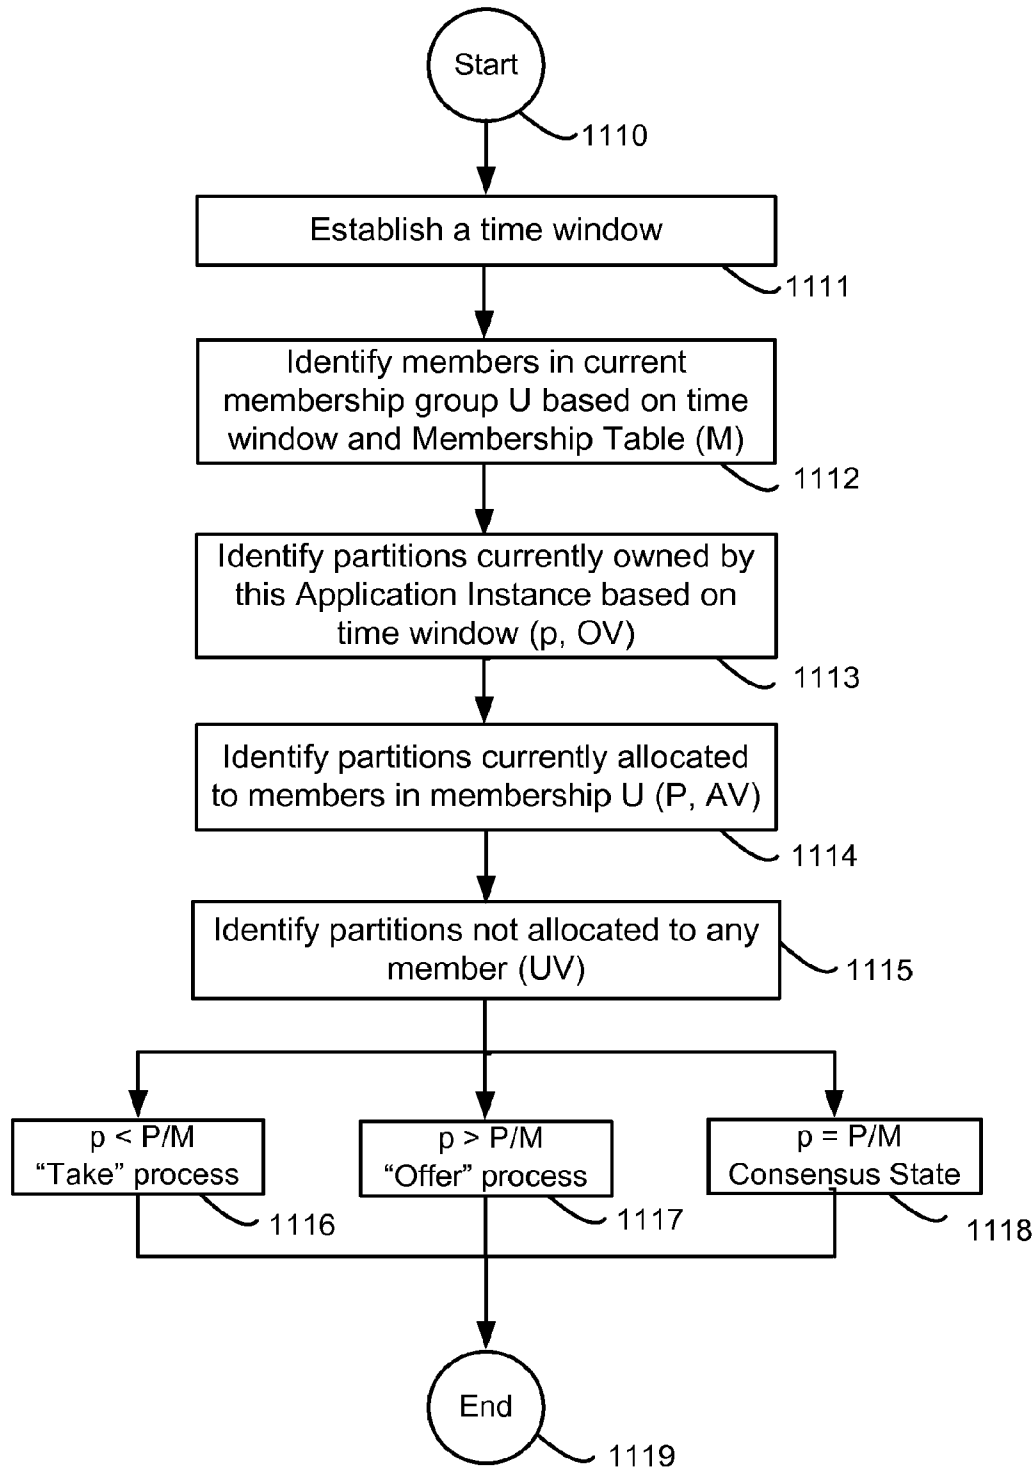 Start
1110
Establish a time window
1111
Identify members in current
membership group U based on time
window and Membership Table (M)
1112
Identify partitions currently owned by
this Application Instance based on
time window (p, OV)
1113
Identify partitions currently allocated
to members in membership U (P, AV)
1114
Identify partitions not allocated to any
member (UV)
1115
p < P/M
“Take” process
1116
p > P/M
“Offer” process
1117
p = P/M
Consensus State
1118
End
1119